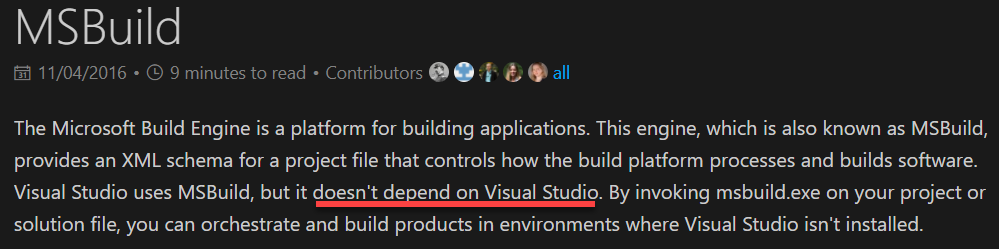 MSBuild
11/04/2016 • 9 minutes to read • Contributors all
The Microsoft Build Engine is a platform for building applications. This engine, which is also known as MSBuild,
provides an XML schema for a project file that controls how the build platform processes and builds software.
Visual Studio uses MSBuild, but it doesn't depend on Visual Studio. By invoking msbuild.exe on your project or
solution file, you can orchestrate and build products in environments where Visual Studio isn't installed.